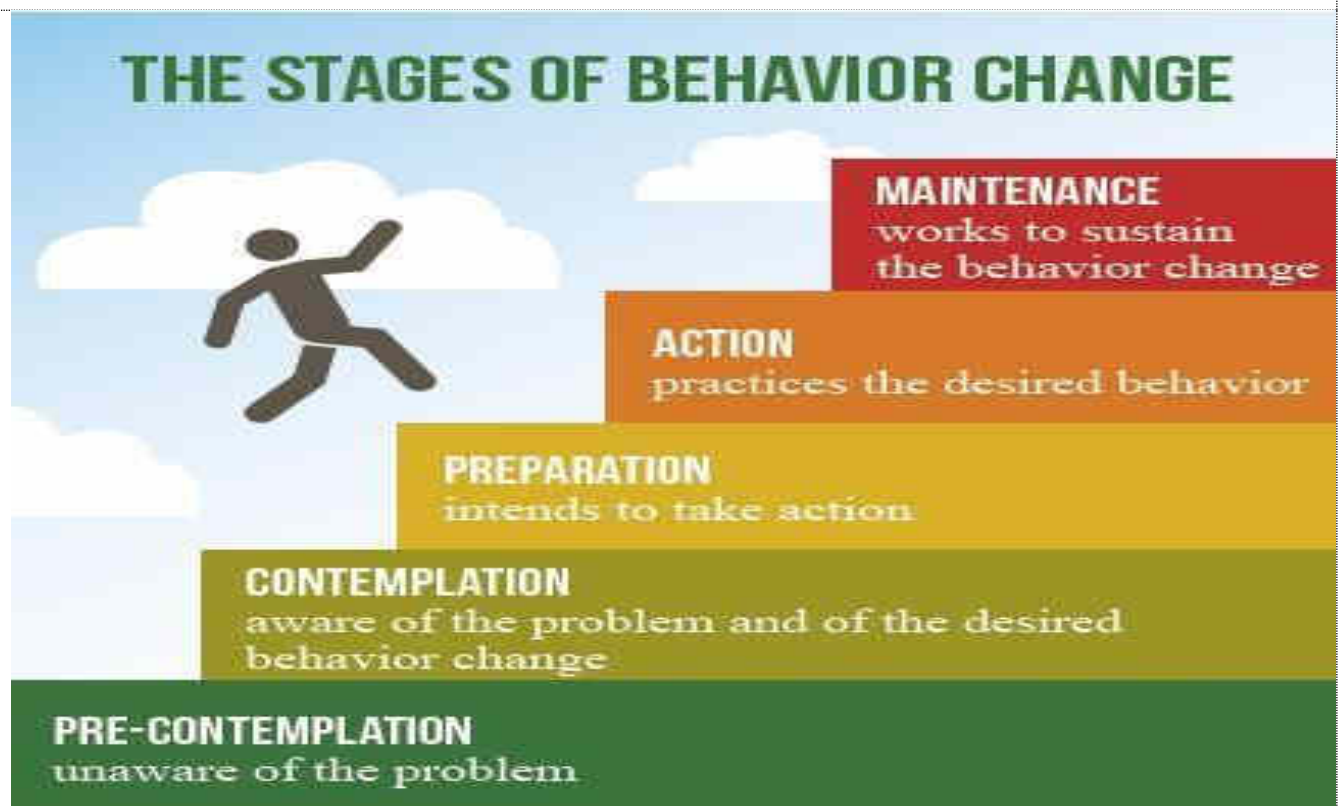 THE STAGES OF BEHAVIOR CHANGE
MAINTENANCE
works to sustain
the behavior change
ACTION
practices the desired behavior
PREPARATION
intends to take action
CONTEMPLATION
aware of the problem and of the desired
behavior change
PRE-CONTEMPLATION
unaware of the problem